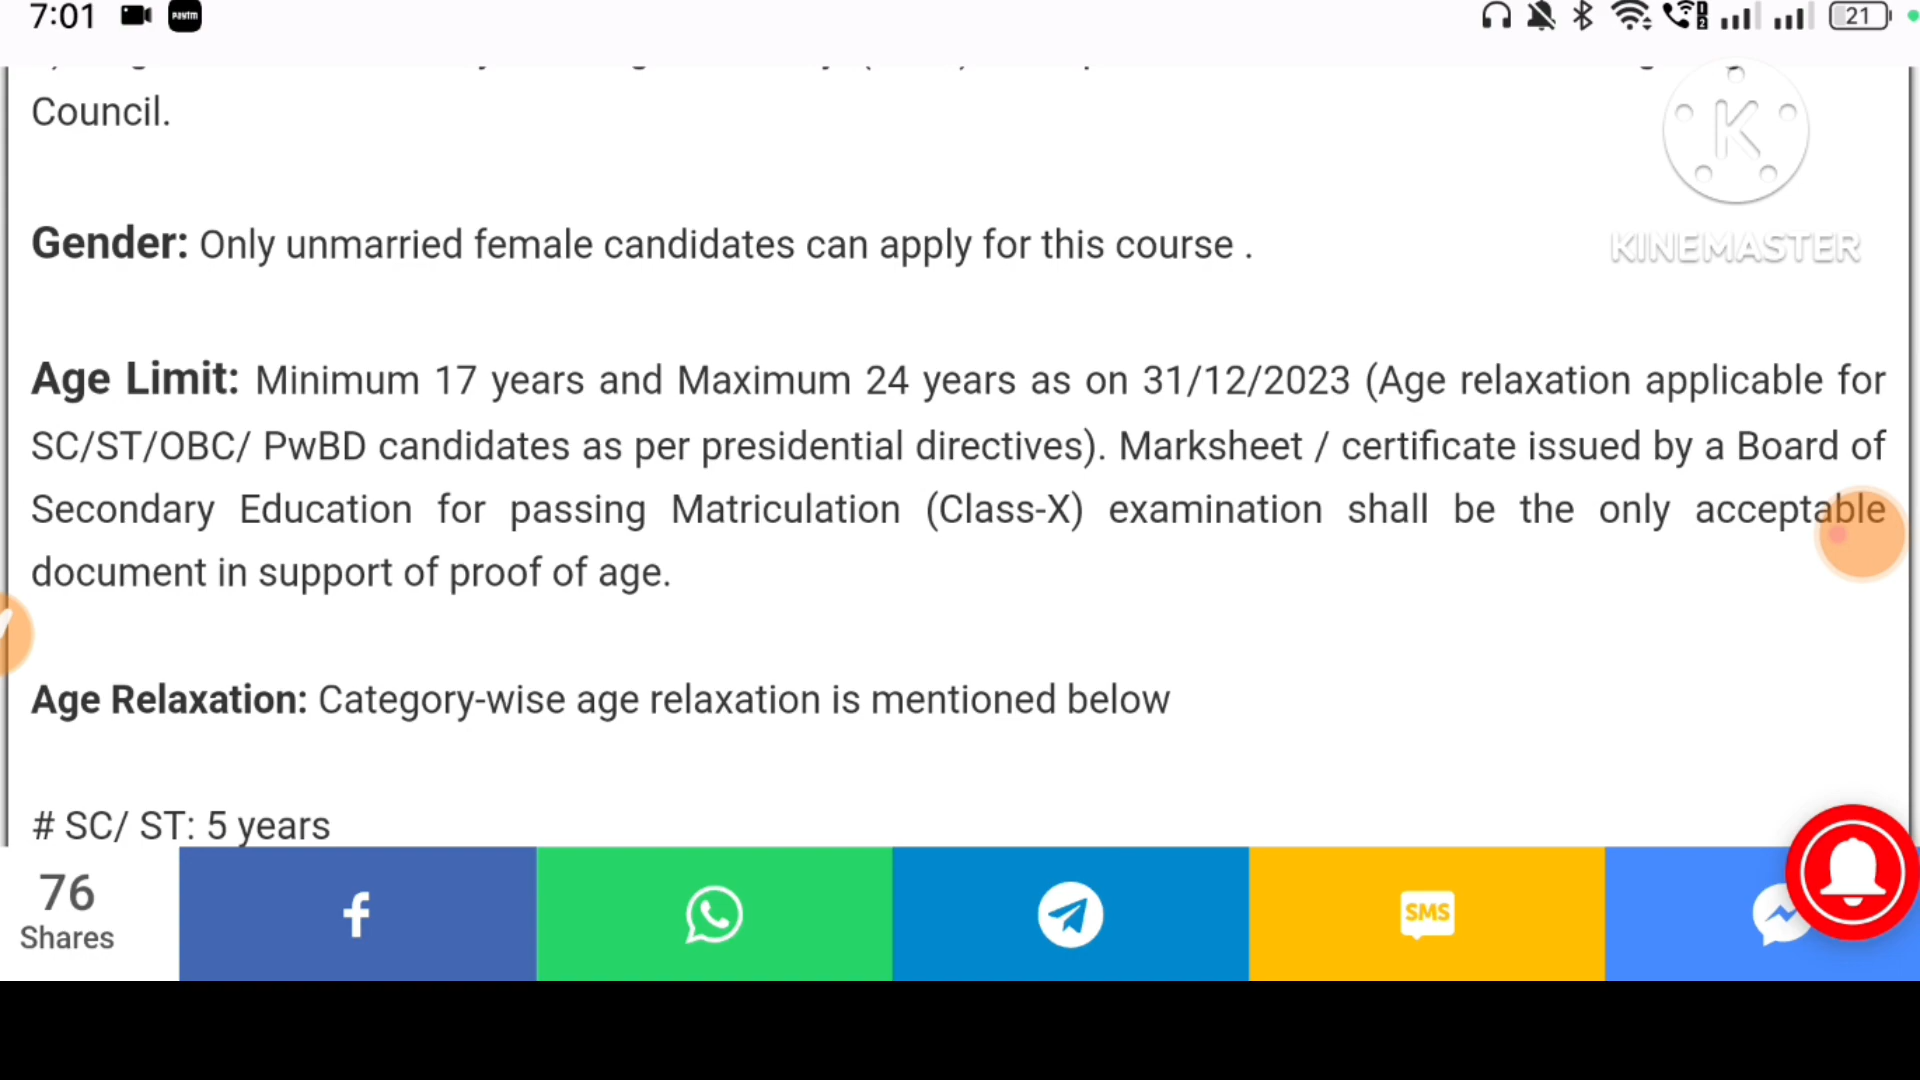 7:01 Paytm 21
Council.
KINEMASTER
Gender: Only unmarried female candidates can apply for this course .
Age Limit: Minimum 17 years and Maximum 24 years as on 31/12/2023 (Age relaxation applicable for
SC/ST/OBC/ PwBD candidates as per presidential directives). Marksheet / certificate issued by a Board of
Secondary Education for passing Matriculation (Class-X) examination shall be the only acceptable
document in support of proof of age.
Age Relaxation: Category-wise age relaxation is mentioned below
# SC/ ST: 5 years
76
Shares
SMS